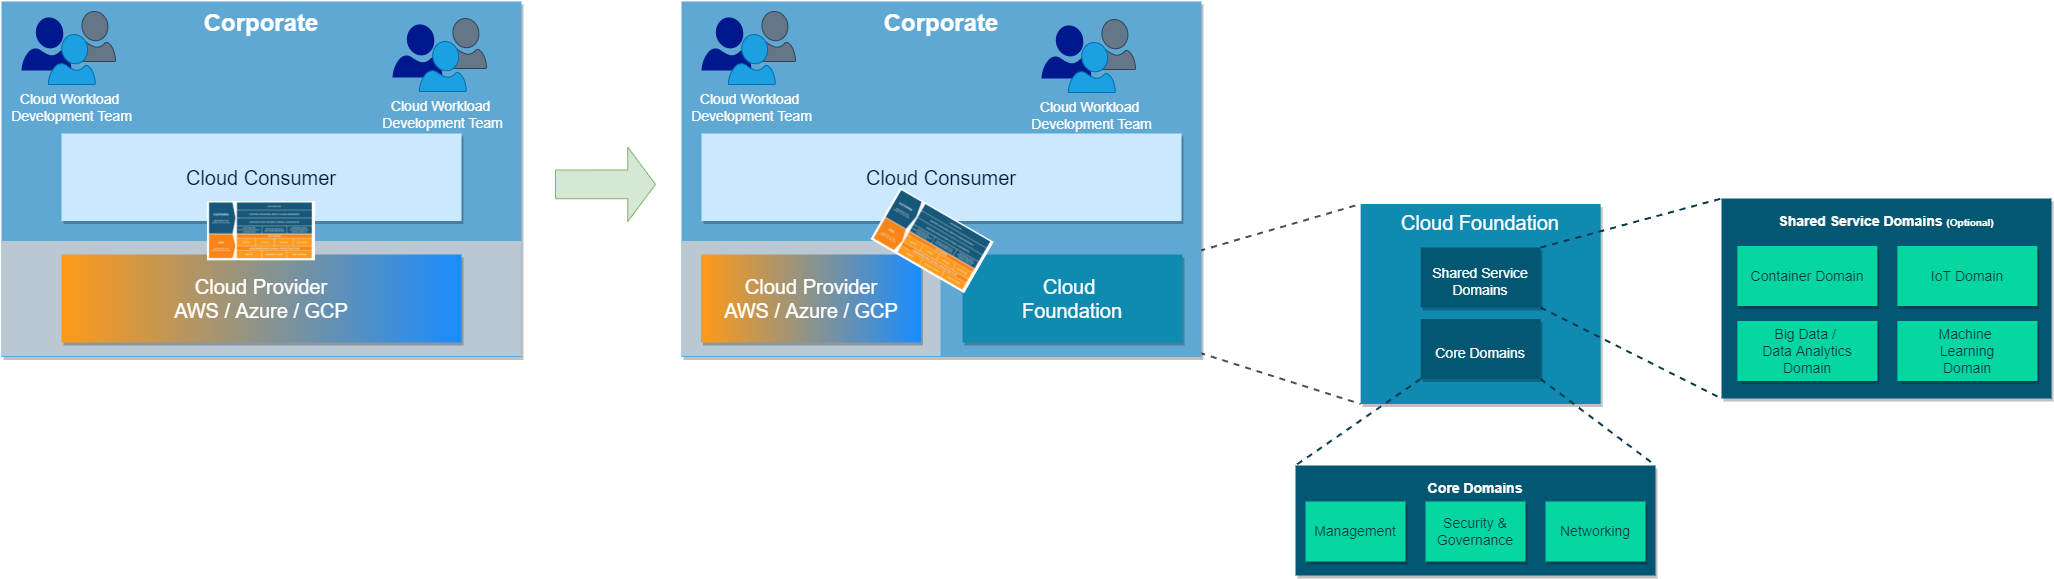 Corporate
Cloud Workload
Development Team
Cloud Workload
Development Team
Cloud Consumer
Cloud Provider
AWS / Azure / GCP
Corporate
Cloud Workload
Development Team
Cloud Workload
Development Team
Cloud Consumer
Cloud Provider
AWS / Azure / GCP
Cloud
Foundation
Cloud Foundation
Shared Service
Domains
Core Domains
Shared Service Domains (Optional)
Container Domain
IoT Domain
Big Data /
Data Analytics
Domain
Machine
Learning
Domain
Core Domains
Management
Security &
Governance
Networking